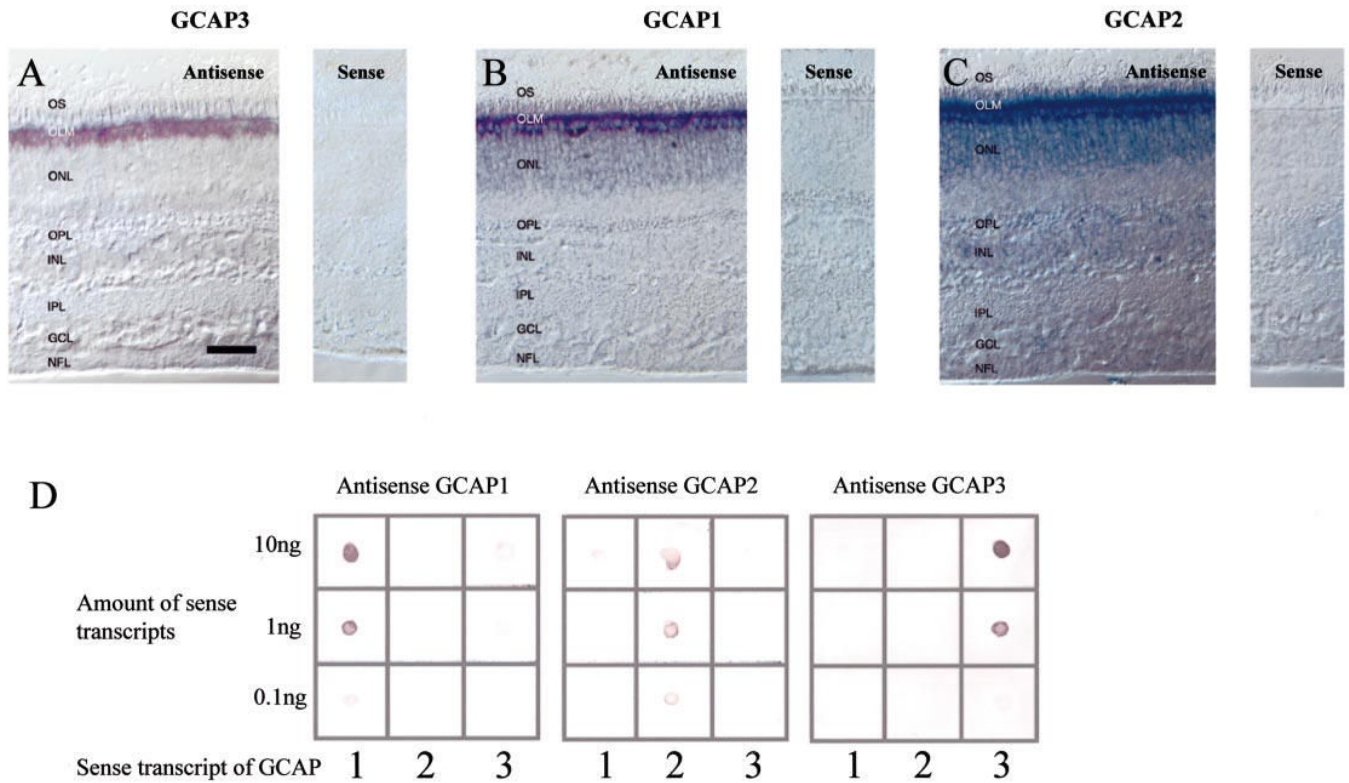 GCAP3
GCAP1
GCAP2
A
Antisense
Sense
B
Antisense
Sense
C
Antisense
Sense
OS
OLM
ONL
OPL
INL
IPL
GCL
NFL
OS
OLM
ONL
OPL
INL
IPL
GCL
NFL
OS
OLM
ONL
OPL
INL
IPL
GCL
NFL
D
Antisense GCAP1
Antisense GCAP2
Antisense GCAP3
10ng
Amount of sense
transcripts
1ng
0.1ng
Sense transcript of GCAP 1 2 3 1 2 3 1 2 3